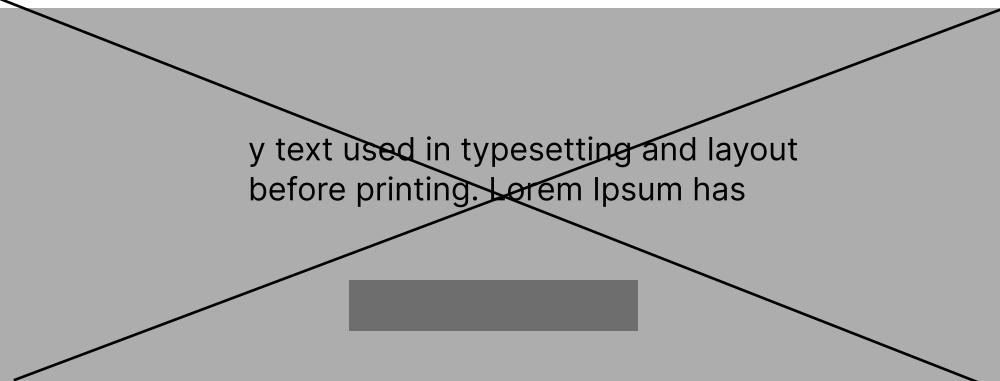 y text used in typesetting and layout
before printing. Lorem Ipsum has